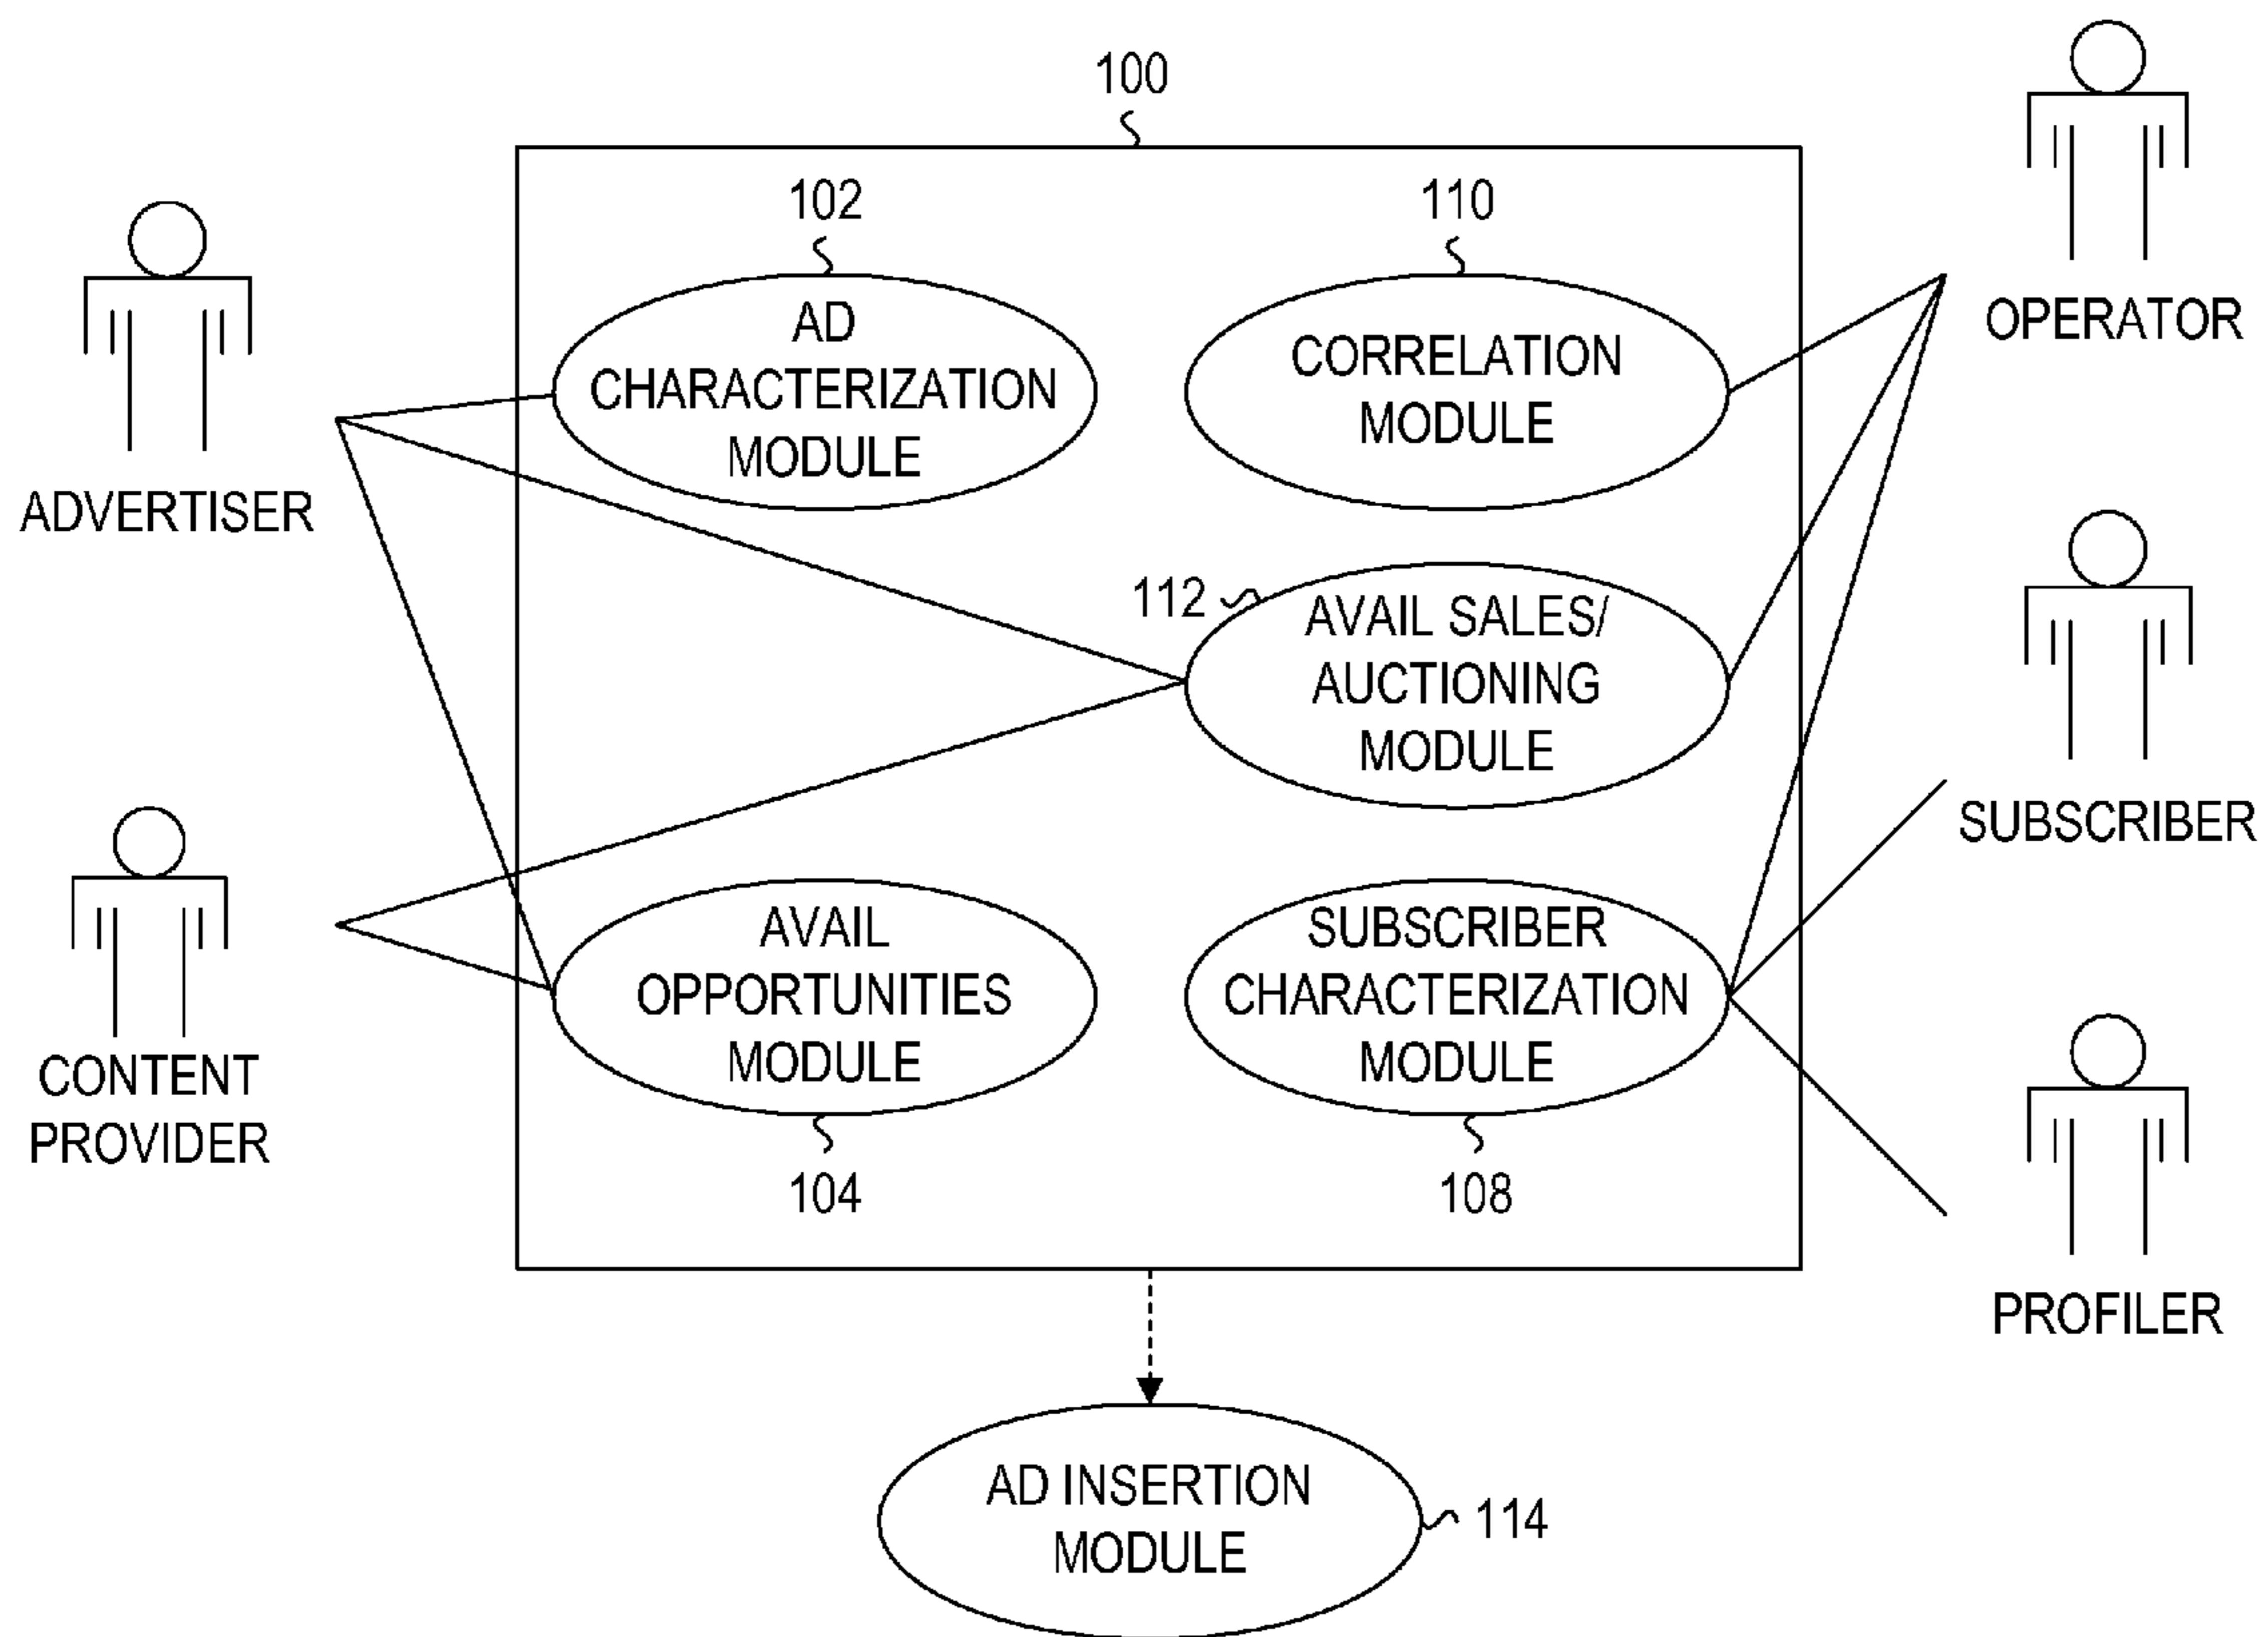 100
102
110
AD
CHARACTERIZATION
MODULE
CORRELATION
MODULE
OPERATOR
ADVERTISER
112
AVAIL SALES/
AUCTIONING
MODULE
SUBSCRIBER
CONTENT
PROVIDER
AVAIL
OPPORTUNITIES
MODULE
104
SUBSCRIBER
CHARACTERIZATION
MODULE
108
PROFILER
AD INSERTION
MODULE
114